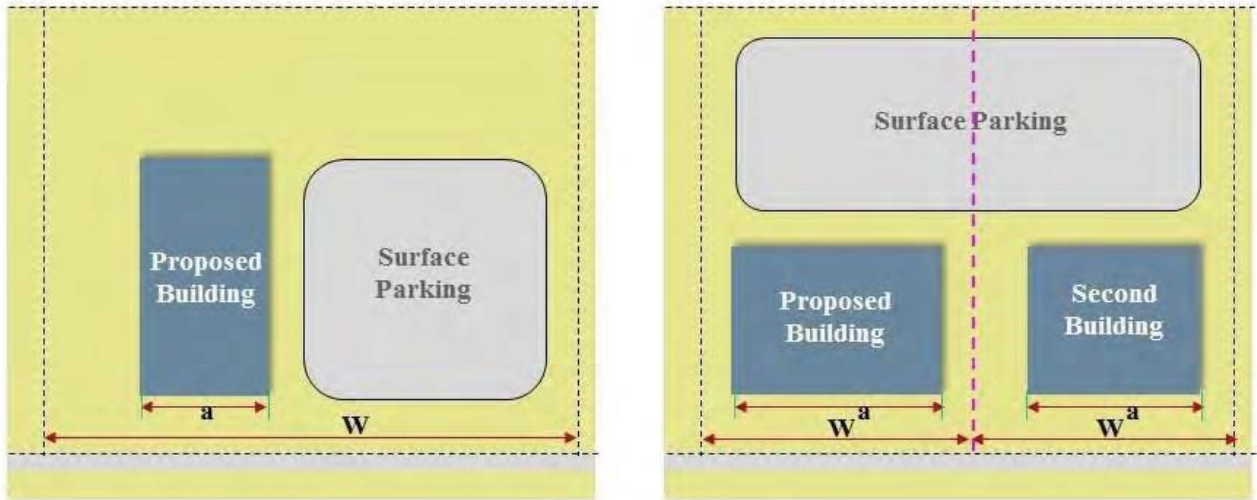 Proposed
Building
Surface
Parking
a
W
Surface Parking
Proposed
Building
Second
Building
a
a
W
W